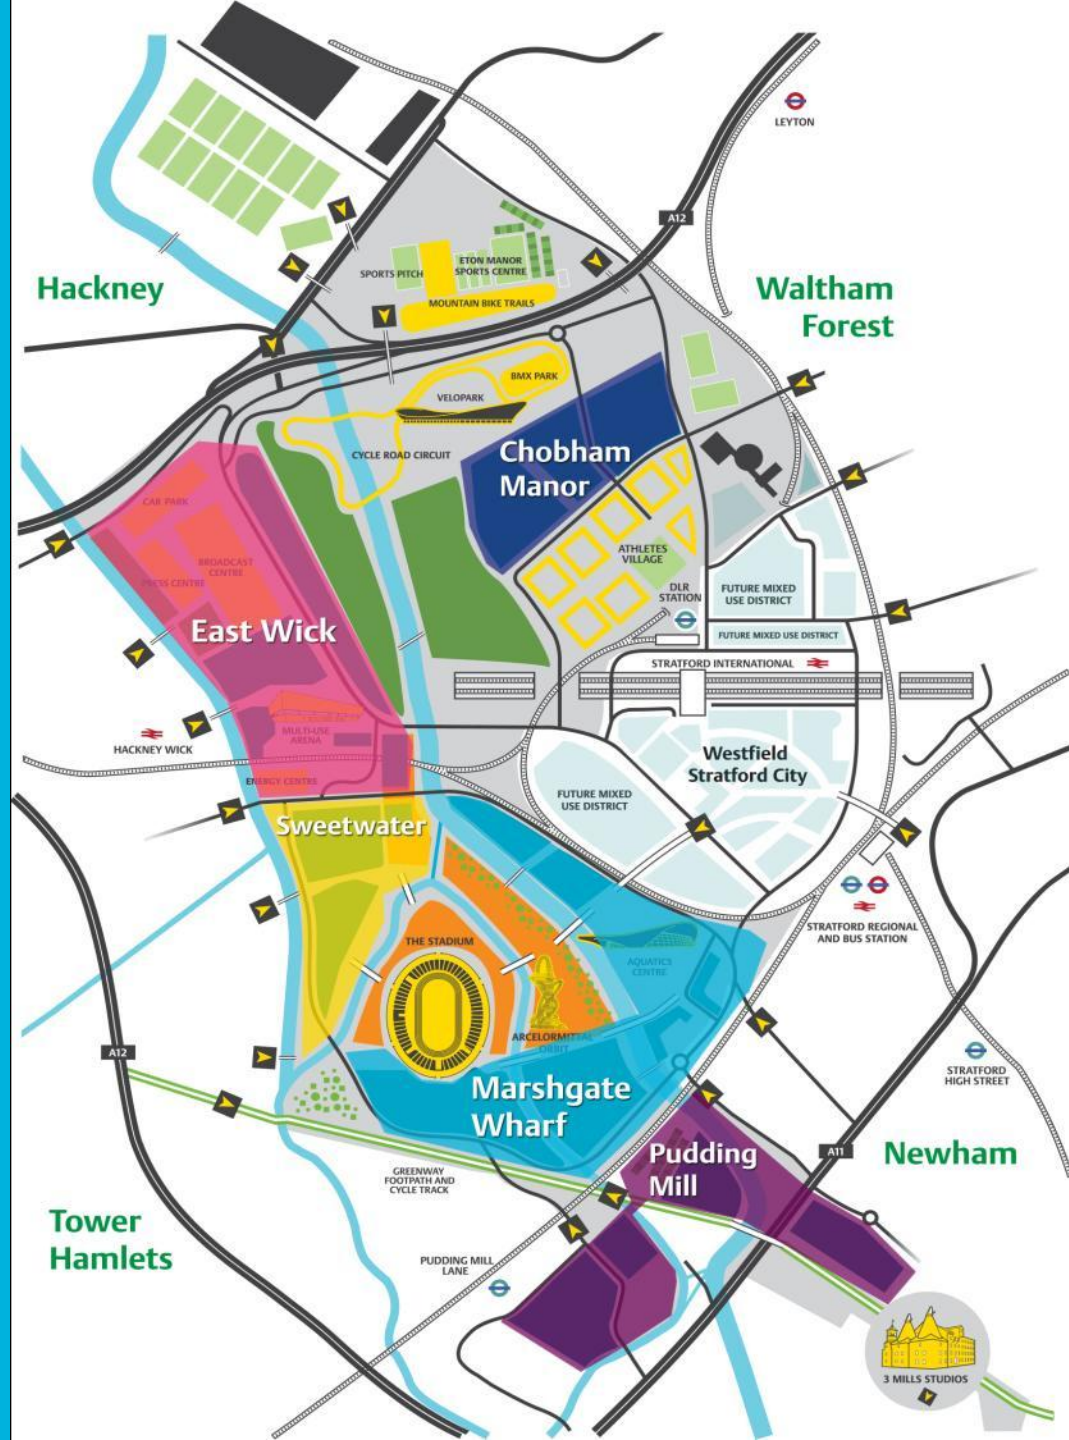 LEYTON
A12
Hackney
SPORTS PITCH
ETON MANOR
SPORTS CENTRE
MOUNTAIN BIKE TRAILS
Waltham
Forest
BMX PARK
VELOPARK
CYCLE ROAD CIRCUIT
Chobham
Manor
CAR PARK
BROADCAST
CENTRE
PRESS CENTRE
ATHLETES
VILLAGE
DLR
STATION
FUTURE MIXED
USE DISTRICT
FUTURE MIXED USE DISTRICT
East Wick
STRATFORD INTERNATIONAL
HACKNEY WICK
MULTI-USE
ARENA
ENERGY CENTRE
Westfield
Stratford City
FUTURE MIXED
USE DISTRICT
Sweetwater
THE STADIUM
AQUATICS
CENTRE
STRATFORD REGIONAL
AND BUS STATION
ARCELORMITTAL
ORBIT
A12
STRATFORD
HIGH STREET
Marshgate
Wharf
A11
Newham
Pudding
Mill
GREENWAY
FOOTPATH AND
CYCLE TRACK
Tower
Hamlets
PUDDING MILL
LANE
3 MILLS STUDIOS